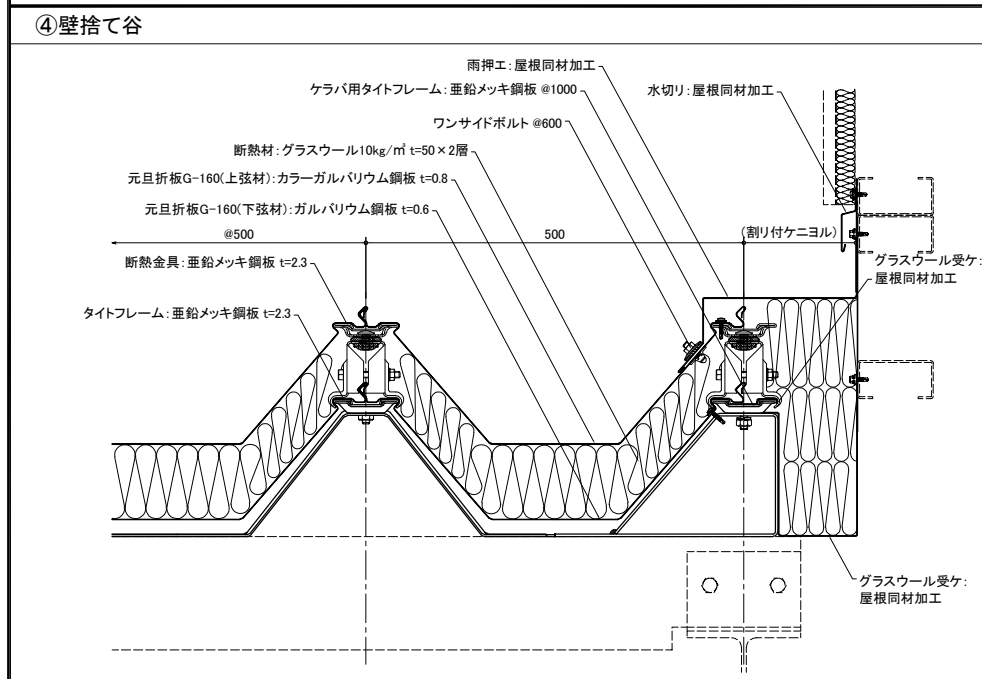 ④壁捨て谷
雨押エ:屋根同材加工
ケラバ用タイトフレーム:亜鉛メッキ鋼板 @1000
水切リ:屋根同材加工
ワンサイドボルト @600
断熱材:グラスウール10kg/㎡ t=50×2層
元旦折板G-160(上弦材):カラーガルバリウム鋼板 t=0.8
元旦折板G-160(下弦材):ガルバリウム鋼板 t=0.6
@500
500
(割り付ケニヨル)
断熱金具:亜鉛メッキ鋼板 t=2.3
グラスウール受ケ:
屋根同材加工
タイトフレーム:亜鉛メッキ鋼板 t=2.3
グラスウール受ケ:
屋根同材加工